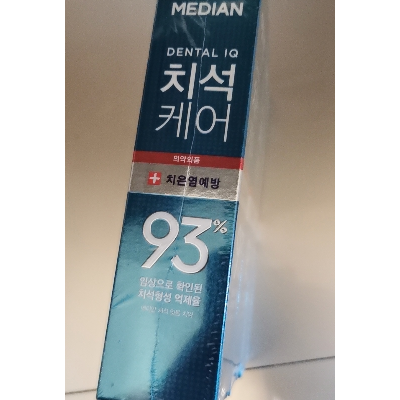 MEDIAN
DENTAL IQ
치석
케어
의약외품
치은염예방
93%
임상으로 확인된
치석형성 억제율